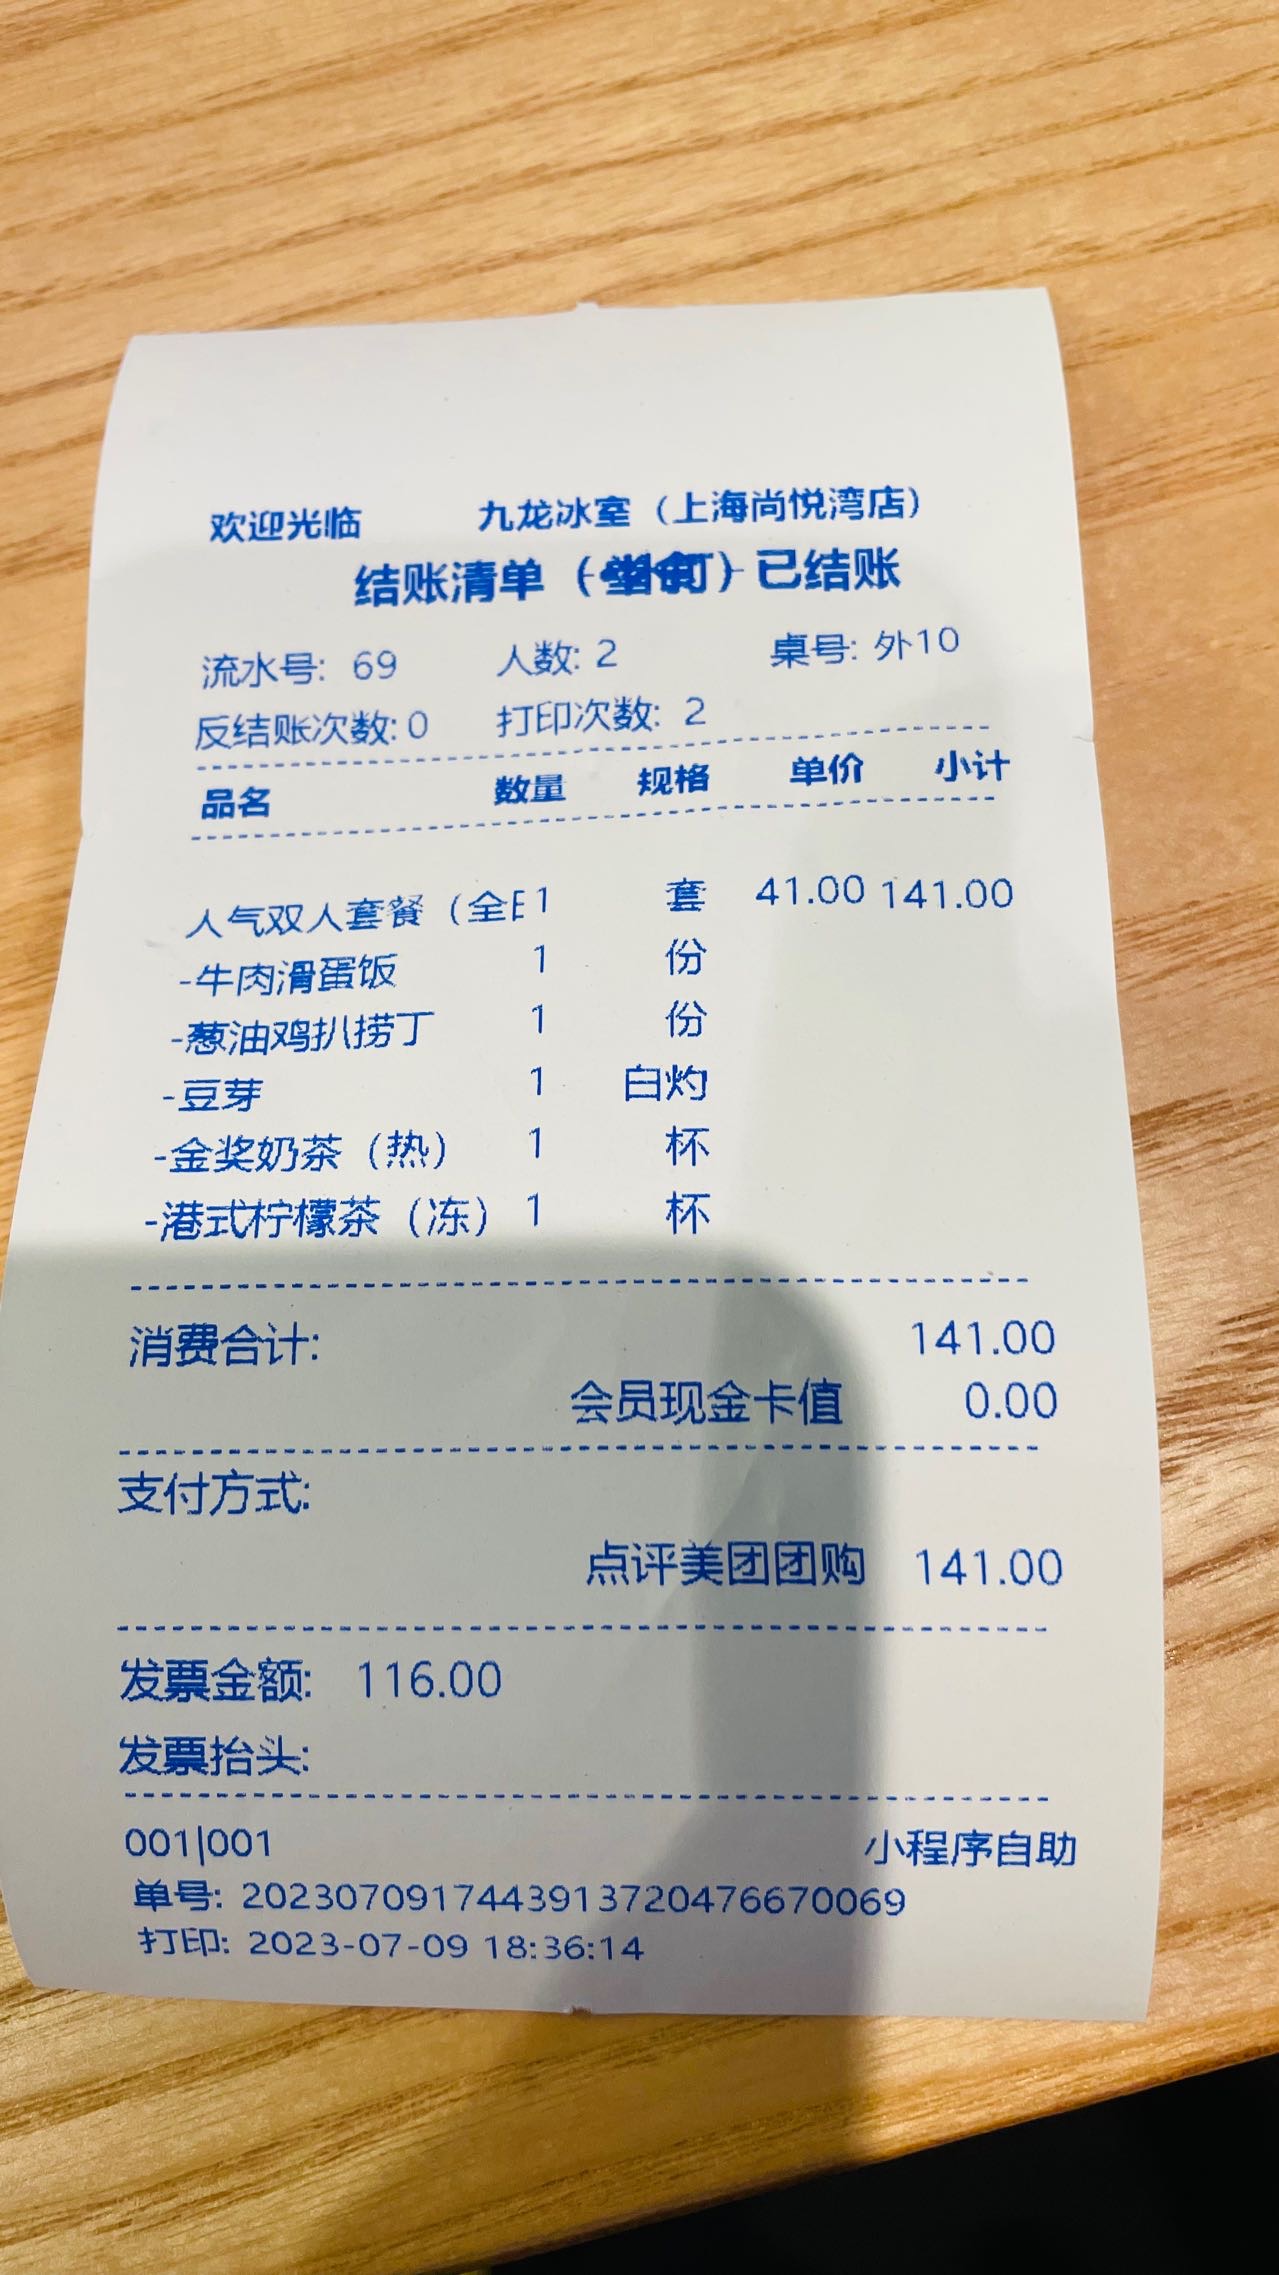 欢迎光临 九龙冰室（上海尚悦湾店）
结账清单（）已结账
流水号: 69 人数: 2 桌号: 外10
反结账次数: 0 打印次数: 2
品名 数量 规格 单价 小计
人气双人套餐（全日 1 套 41.00 141.00
-牛肉滑蛋饭 1 份
-葱油鸡扒捞丁 1 份
-豆芽 1 白灼
-金奖奶茶（热） 1 杯
-港式柠檬茶（冻） 1 杯
消费合计: 141.00
会员现金卡值 0.00
支付方式:
点评美团团购 141.00
发票金额: 116.00
发票抬头:
001|001 小程序自助
单号: 2023070917443913720476670069
打印: 2023-07-09 18:36:14